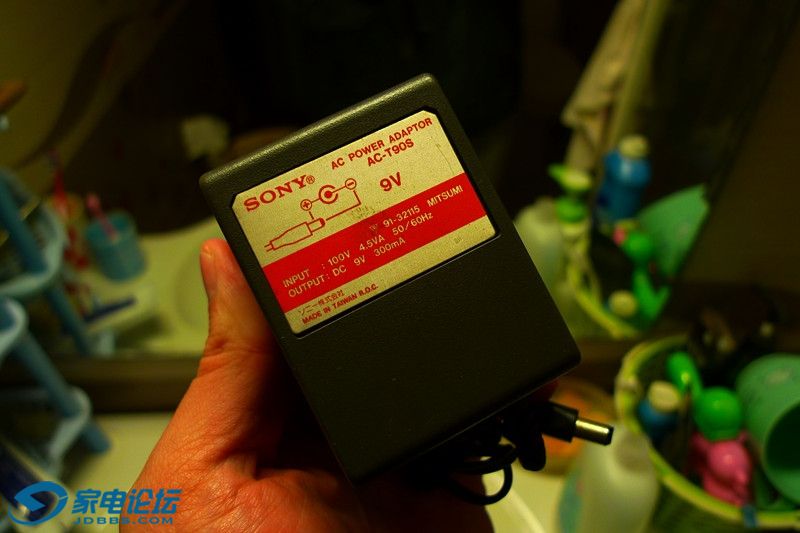 SONY®
AC POWER ADAPTOR
AC-T90S
9V
91-32115 MITSUMI
INPUT : 100V 4.5VA 50/60Hz
OUTPUT : DC 9V 300mA
ソニー株式会社
MADE IN TAIWAN R.O.C.
家电论坛
JDBBS.COM